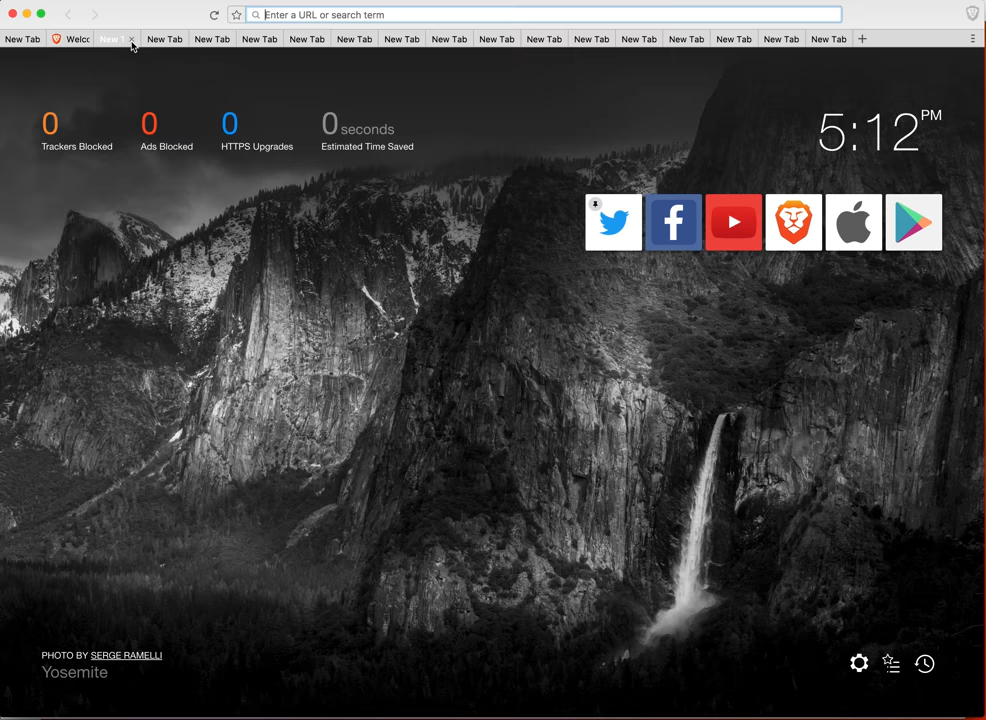 Enter a URL or search term
New Tab Welc New T New Tab New Tab New Tab New Tab New Tab New Tab New Tab New Tab New Tab New Tab New Tab New Tab New Tab New Tab New Tab
0 0 0 0 seconds
Trackers Blocked Ads Blocked HTTPS Upgrades Estimated Time Saved
5:12 PM
PHOTO BY SERGE RAMELLI
Yosemite